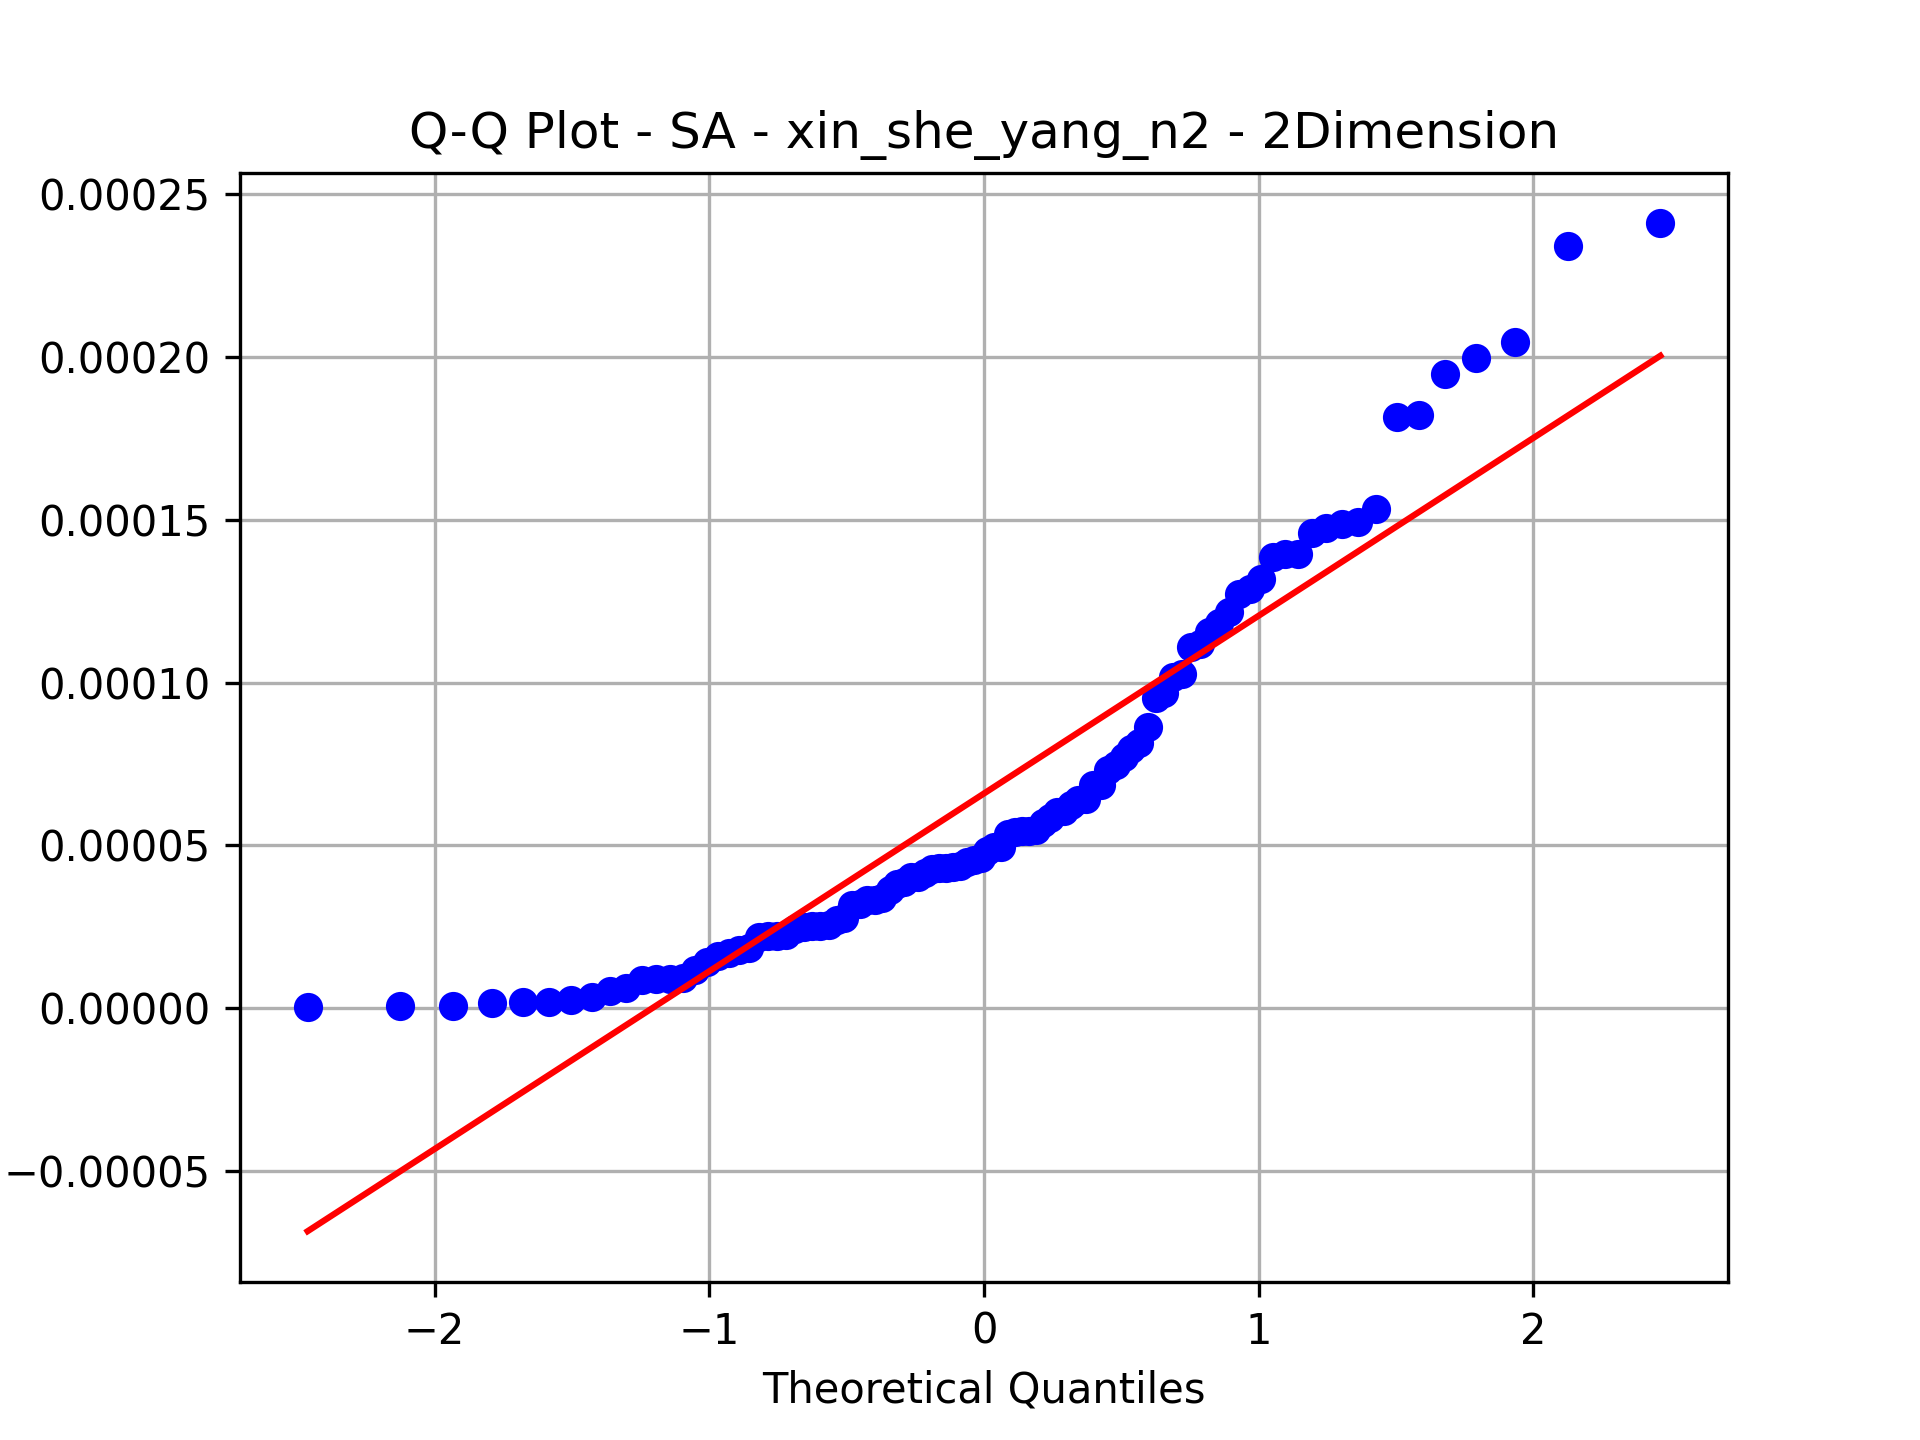 Q-Q Plot - SA - xin_she_yang_n2 - 2Dimension
0.00025
0.00020
0.00015
0.00010
0.00005
0.00000
−0.00005
−2 −1 0 1 2
Theoretical Quantiles